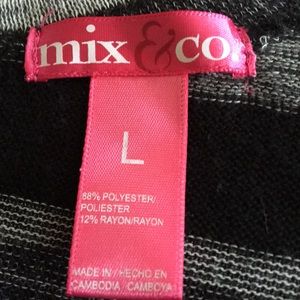 mix&co.
L
88% POLYESTER/
POLIESTER
12% RAYON/RAYON
MADE IN / HECHO EN
CAMBODIA / CAMBOYA